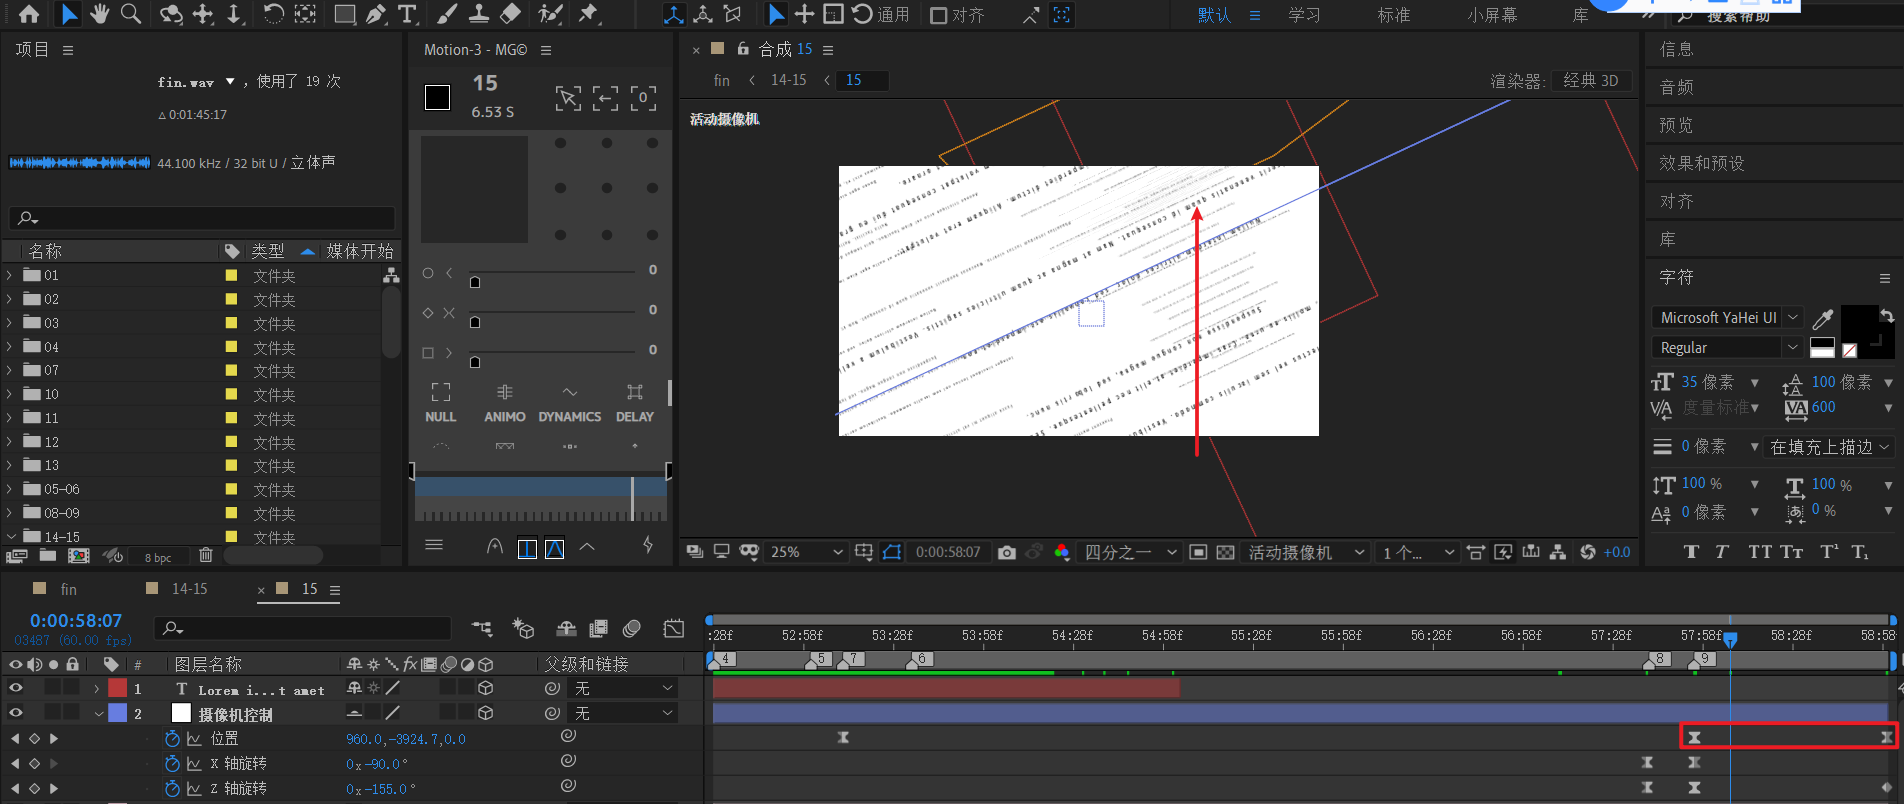 通用
对齐
默认
学习
标准
小屏幕
库
搜索帮助
项目
fin.wav ▼ ，使用了 19 次
△ 0:01:45:17
44.100 kHz / 32 bit U / 立体声
名称
类型
媒体开始
01
文件夹
02
文件夹
03
文件夹
04
文件夹
07
文件夹
10
文件夹
11
文件夹
12
文件夹
13
文件夹
05-06
文件夹
08-09
文件夹
14-15
文件夹
8 bpc
Motion-3 - MG©
15
6.53 S
0
0
0
0
NULL
ANIMO
DYNAMICS
DELAY
合成 15
fin
14-15
15
渲染器:
经典 3D
活动摄像机
25%
0:00:58:07
四分之一
活动摄像机
1 个...
+0.0
信息
音频
预览
效果和预设
对齐
库
字符
Microsoft YaHei UI
Regular
35 像素
100 像素
度量标准
600
0 像素
在填充上描边
100 %
100 %
0 像素
0 %
fin
14-15
15
0:00:58:07
03487 (60.00 fps)
:28f
52:58f
53:28f
53:58f
54:28f
54:58f
55:28f
55:58f
56:28f
56:58f
57:28f
57:58f
58:28f
58:58f
4
5
7
6
8
9
#
图层名称
父级和链接
1
T
Lorem i...t amet
无
2
摄像机控制
无
位置
960.0,-3924.7,0.0
X 轴旋转
0x-90.0°
Z 轴旋转
0x-155.0°